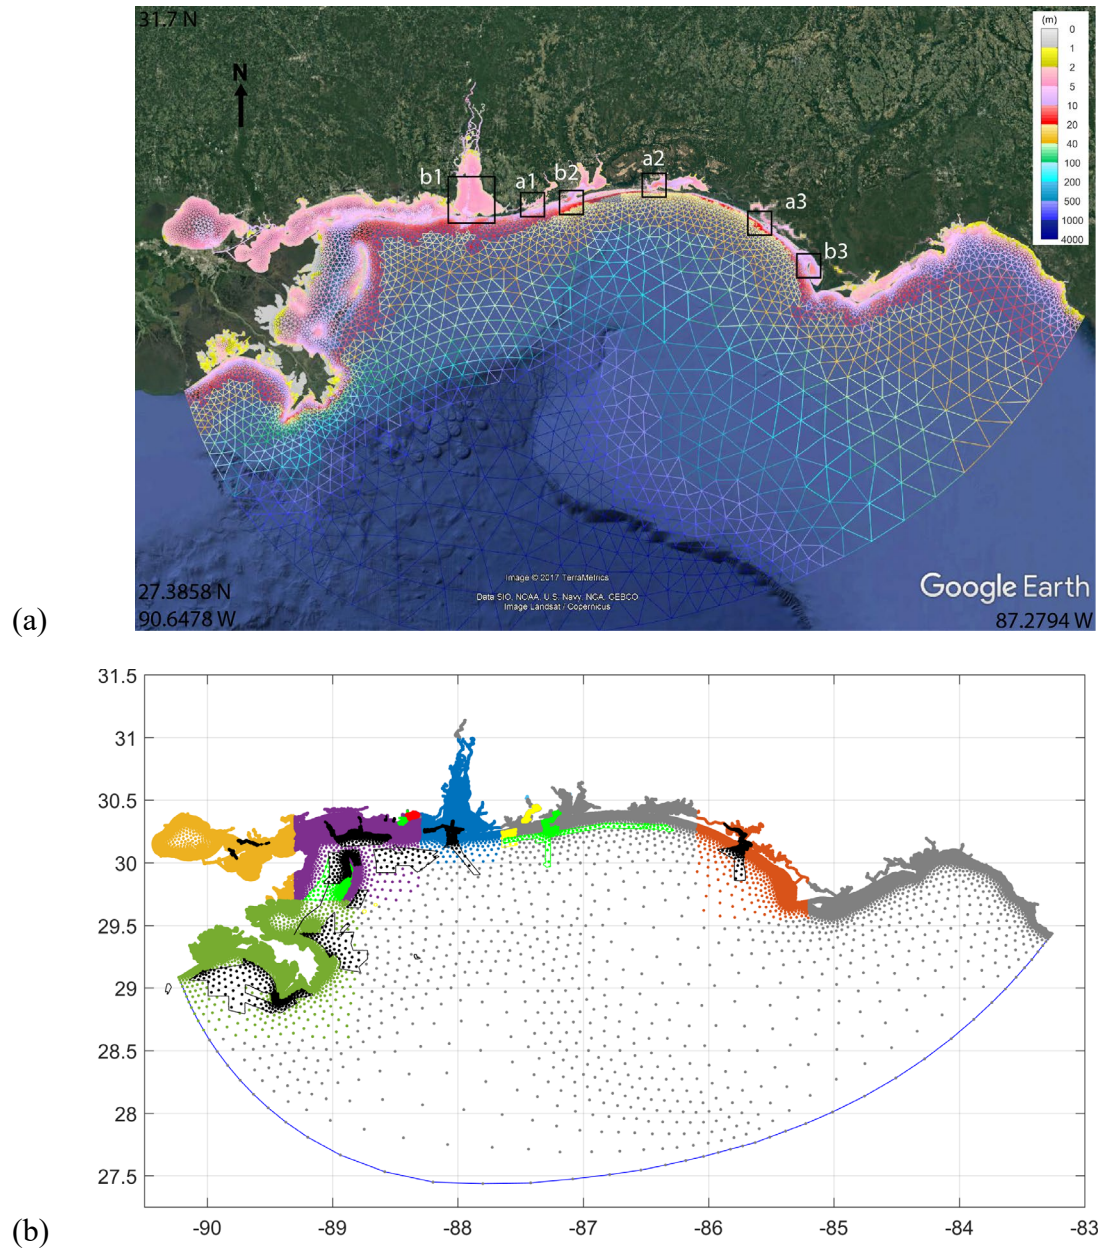 31.7 N
(m)
0
1
2
5
10
20
40
100
200
500
1000
4000
N
b1
a1
b2
a2
a3
b3
Image © 2017 TerraMetrics
Data SIO, NOAA, U.S. Navy, NGA, GEBCO
Image Landsat / Copernicus
Google Earth
27.3858 N
90.6478 W
87.2794 W
(a)
31.5
31
30.5
30
29.5
29
28.5
28
27.5
-90
-89
-88
-87
-86
-85
-84
-83
(b)